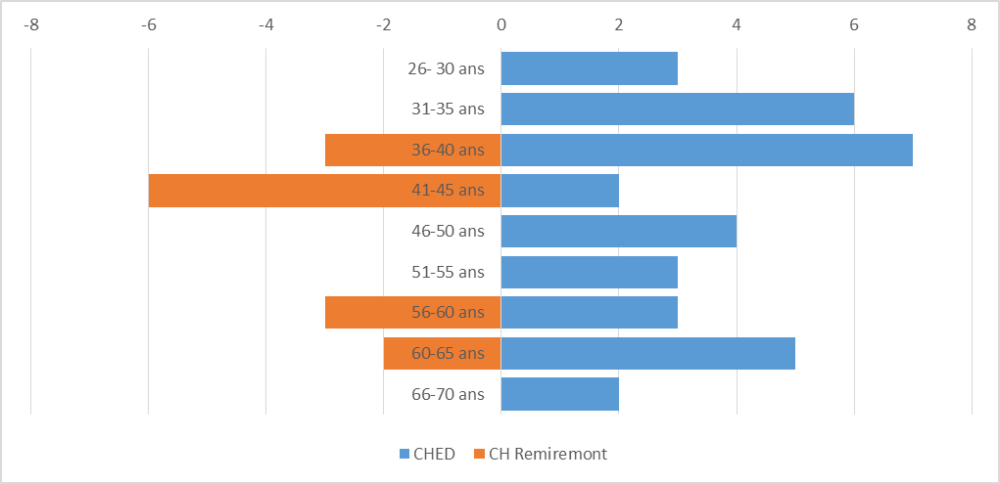 -8 -6 -4 -2 0 2 4 6 8
26- 30 ans
31-35 ans
36-40 ans
41-45 ans
46-50 ans
51-55 ans
56-60 ans
60-65 ans
66-70 ans
CHED CH Remiremont